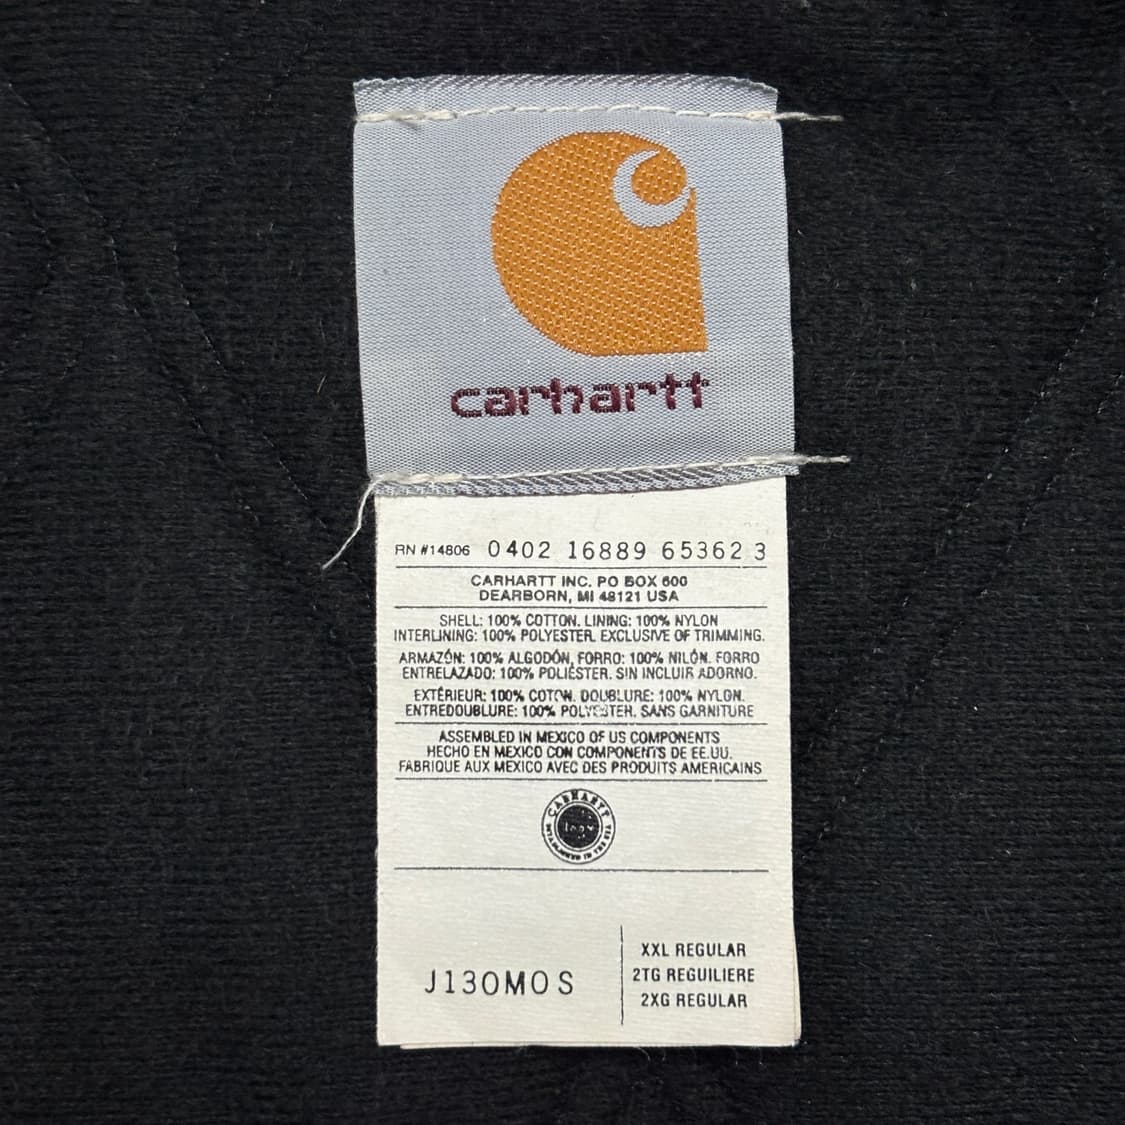 carhartt
RN #14806 0402 16889 65362 3
CARHARTT INC. PO BOX 600
DEARBORN, MI 48121 USA
SHELL: 100% COTTON. LINING: 100% NYLON
INTERLINING: 100% POLYESTER. EXCLUSIVE OF TRIMMING.
ARMAZÓN: 100% ALGODÓN, FORRO: 100% NILÓN. FORRO
ENTRELAZADO: 100% POLIÉSTER. SIN INCLUIR ADORNO.
EXTÉRIEUR: 100% COTON. DOUBLURE: 100% NYLON.
ENTREDOUBLURE: 100% POLYESTER. SANS GARNITURE
ASSEMBLED IN MEXICO OF US COMPONENTS
HECHO EN MEXICO CON COMPONENTS DE EE.UU.
FABRIQUE AUX MEXICO AVEC DES PRODUITS AMERICAINS
CARHARTT
J130MOS
XXL REGULAR
2TG REGUILIERE
2XG REGULAR